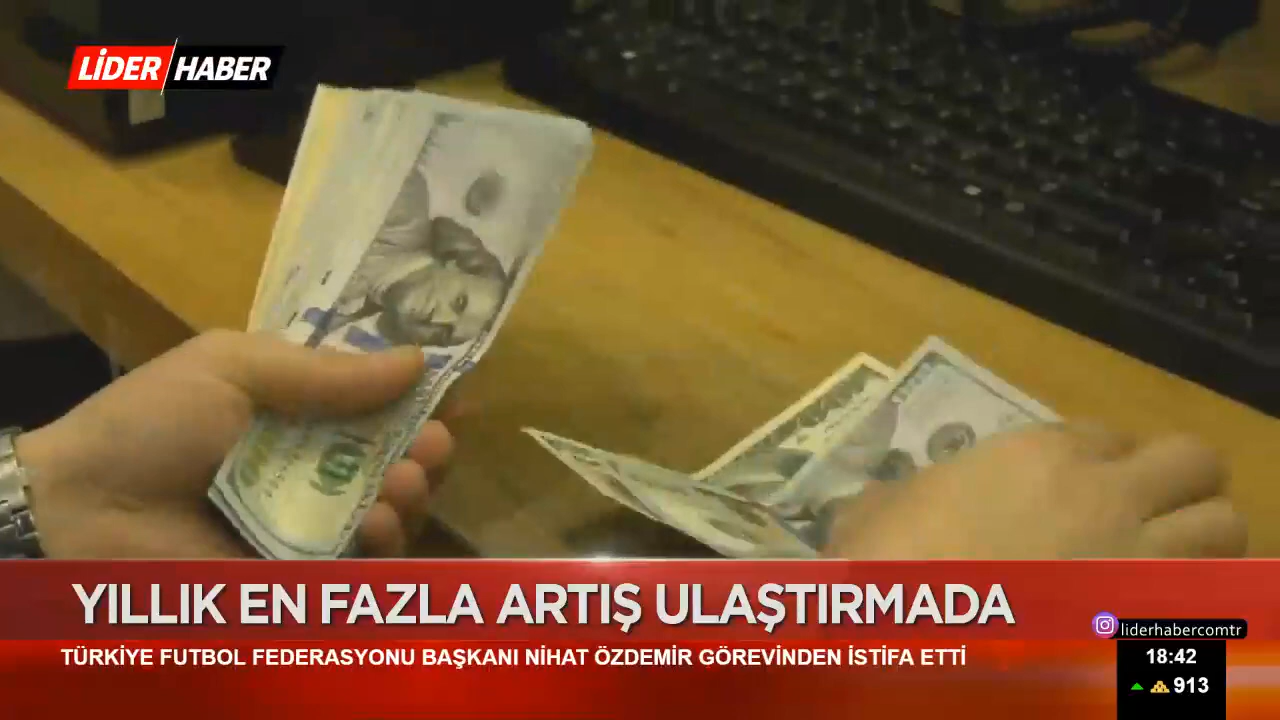 LİDER HABER
YILLIK EN FAZLA ARTIŞ ULAŞTIRMADA
liderhabercomtr
TÜRKİYE FUTBOL FEDERASYONU BAŞKANI NİHAT ÖZDEMİR GÖREVİNDEN İSTİFA ETTİ
18:42
913